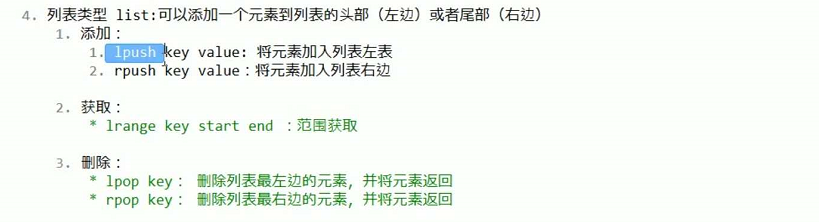 4. 列表类型 list:可以添加一个元素到列表的头部（左边）或者尾部（右边）
1. 添加：
1. lpush key value: 将元素加入列表左表
2. rpush key value：将元素加入列表右边
2. 获取：
* lrange key start end ：范围获取
3. 删除：
* lpop key： 删除列表最左边的元素，并将元素返回
* rpop key： 删除列表最右边的元素，并将元素返回